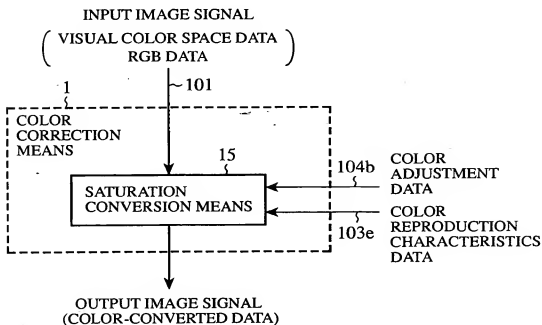 INPUT IMAGE SIGNAL
(VISUAL COLOR SPACE DATA
RGB DATA)
101
1
COLOR
CORRECTION
MEANS
15
SATURATION
CONVERSION MEANS
104b
COLOR
ADJUSTMENT
DATA
103e
COLOR
REPRODUCTION
CHARACTERISTICS
DATA
OUTPUT IMAGE SIGNAL
(COLOR-CONVERTED DATA)